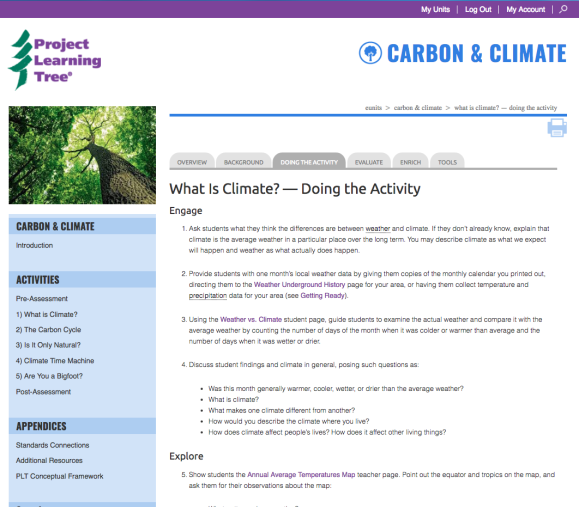 My Units | Log Out | My Account |
Project
Learning
Tree®
CARBON & CLIMATE
eunits > carbon & climate > what is climate? — doing the activity
OVERVIEW
BACKGROUND
DOING THE ACTIVITY
EVALUATE
ENRICH
TOOLS
What Is Climate? — Doing the Activity
Engage
1. Ask students what they think the differences are between weather and climate. If they don't already know, explain that
climate is the average weather in a particular place over the long term. You may describe climate as what we expect
will happen and weather as what actually does happen.
2. Provide students with one month's local weather data by giving them copies of the monthly calendar you printed out,
directing them to the Weather Underground History page for your area, or having them collect temperature and
precipitation data for your area (see Getting Ready).
3. Using the Weather vs. Climate student page, guide students to examine the actual weather and compare it with the
average weather by counting the number of days of the month when it was colder or warmer than average and the
number of days when it was wetter or drier.
4. Discuss student findings and climate in general, posing such questions as:
• Was this month generally warmer, cooler, wetter, or drier than the average weather?
• What is climate?
• What makes one climate different from another?
• How would you describe the climate where you live?
• How does climate affect people's lives? How does it affect other living things?
Explore
5. Show students the Annual Average Temperatures Map teacher page. Point out the equator and tropics on the map, and
ask them for their observations about the map:
CARBON & CLIMATE
Introduction
ACTIVITIES
Pre-Assessment
1) What is Climate?
2) The Carbon Cycle
3) Is It Only Natural?
4) Climate Time Machine
5) Are You a Bigfoot?
Post-Assessment
APPENDICES
Standards Connections
Additional Resources
PLT Conceptual Framework